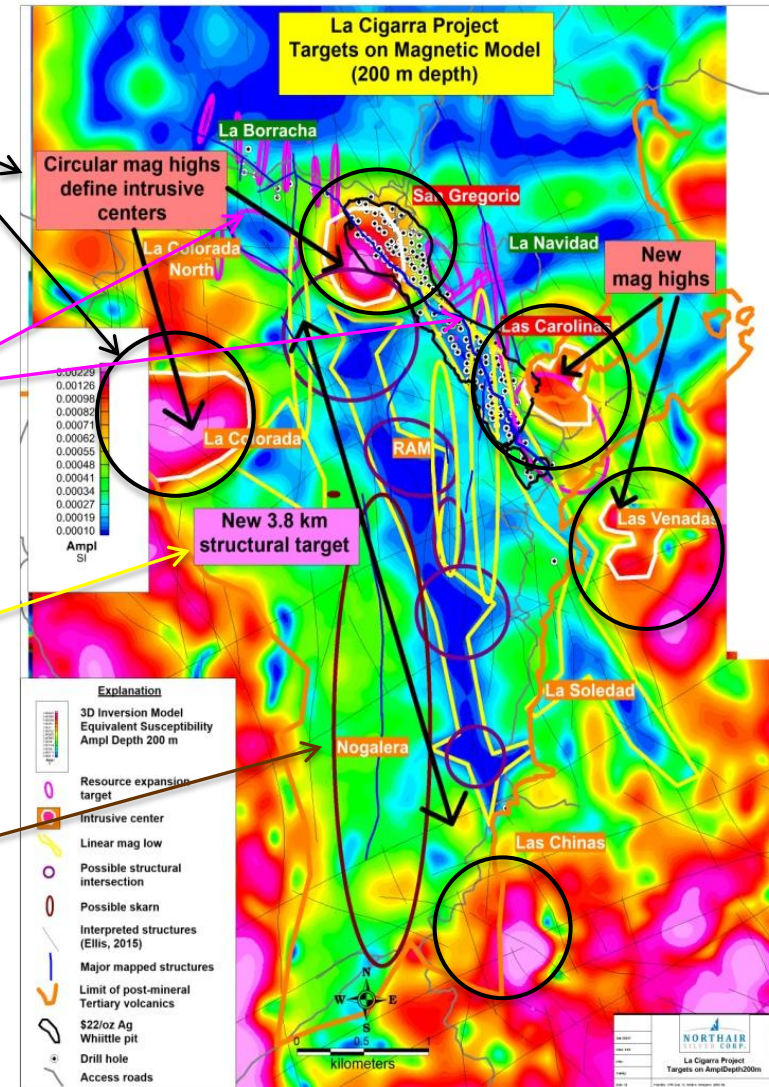 La Cigarra Project
Targets on Magnetic Model
(200 m depth)
La Borracha
Circular mag highs
define intrusive
centers
San Gregorio
La Colorada
North
La Navidad
New
mag highs
Las Carolinas
0.00229
0.00126
0.00098
0.00082
0.00071
0.00062
0.00055
0.00048
0.00041
0.00034
0.00027
0.00019
0.00010
Ampl
SI
La Colorada
RAM
New 3.8 km
structural target
Las Venadas
La Soledad
Nogalera
Las Chinas
Explanation
3D Inversion Model
Equivalent Susceptibility
Ampl Depth 200 m
Resource expansion
target
Intrusive center
Linear mag low
Possible structural
intersection
Possible skarn
Interpreted structures
(Ellis, 2015)
Major mapped structures
Limit of post-mineral
Tertiary volcanics
$22/oz Ag
Whiittle pit
Drill hole
Access roads
N
W E
S
0 0.5 1
kilometers
NORTHAIR
SILVER CORP.
La Cigarra Project
Targets on AmplDepth200m